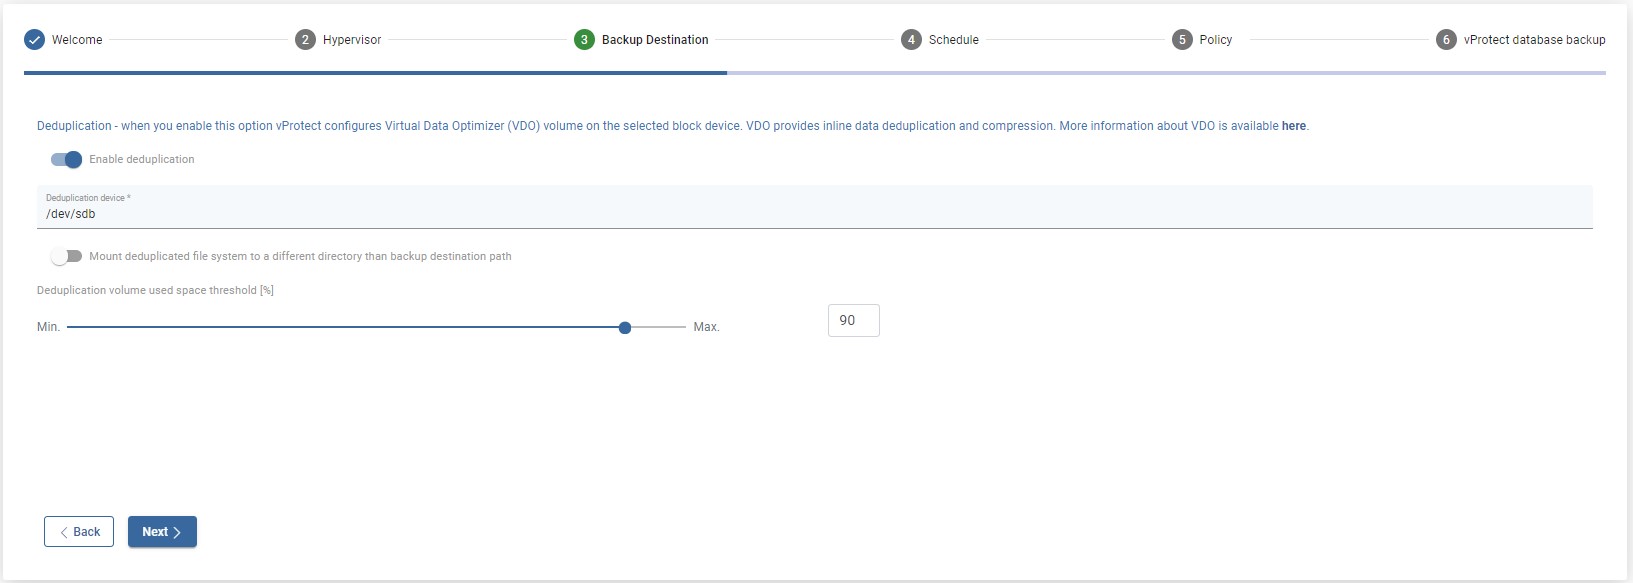 Welcome
2 Hypervisor
3 Backup Destination
4 Schedule
5 Policy
6 vProtect database backup
Deduplication - when you enable this option vProtect configures Virtual Data Optimizer (VDO) volume on the selected block device. VDO provides inline data deduplication and compression. More information about VDO is available here.
Enable deduplication
Deduplication device *
/dev/sdb
Mount deduplicated file system to a different directory than backup destination path
Deduplication volume used space threshold [%]
Min. Max. 90
Back Next